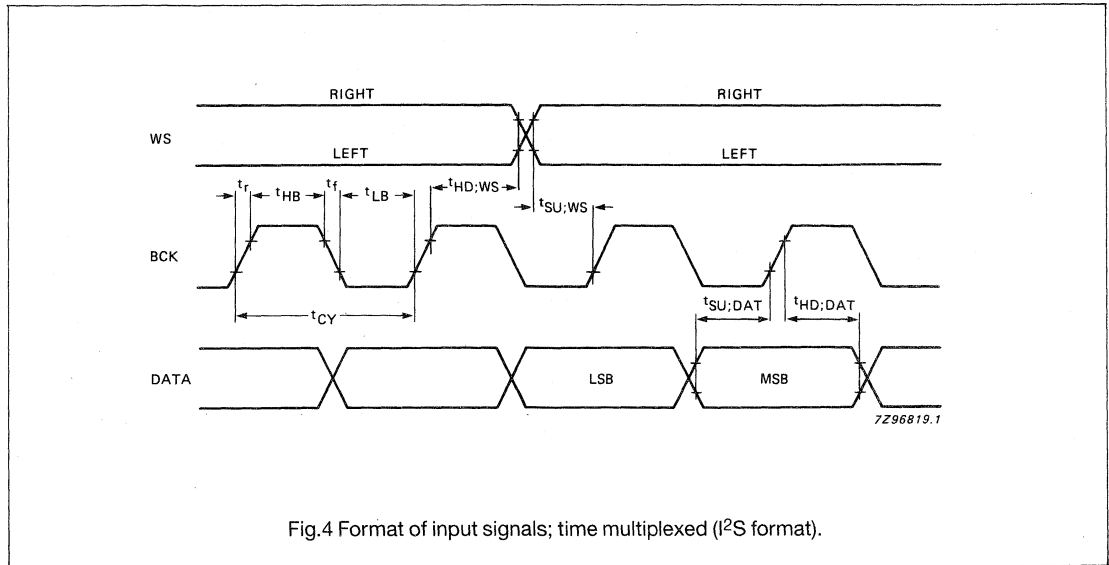 RIGHT RIGHT
WS
LEFT LEFT
tr tHB tf tLB tHD;WS
tSU;WS
BCK
tSU;DAT tHD;DAT
tCY
DATA LSB MSB
7Z96819.1
Fig.4 Format of input signals; time multiplexed (I²S format).